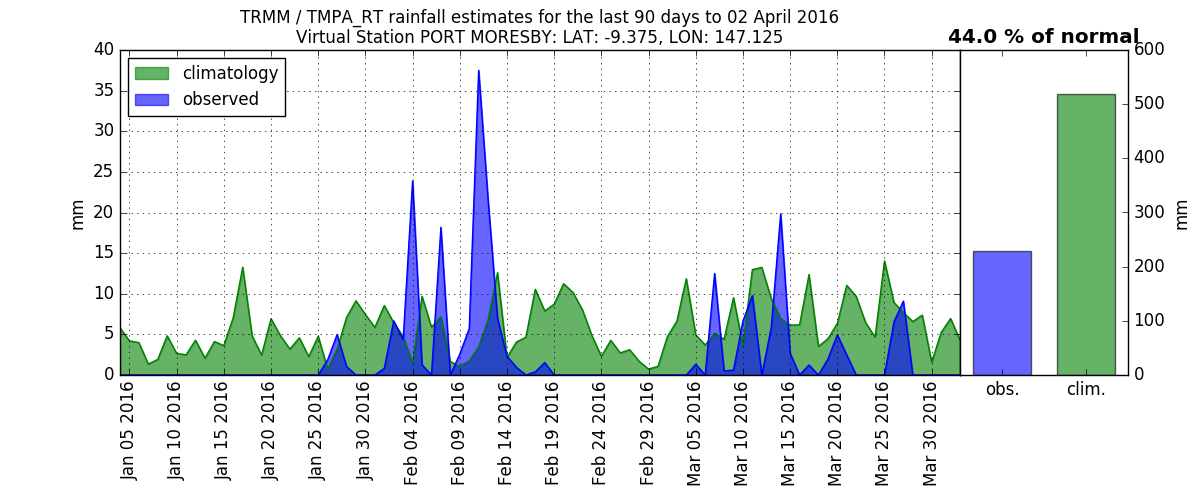 TRMM / TMPA_RT rainfall estimates for the last 90 days to 02 April 2016
Virtual Station PORT MORESBY: LAT: -9.375, LON: 147.125
44.0 % of normal
climatology
observed
40
35
30
25
20
15
10
5
0
mm
Jan 05 2016
Jan 10 2016
Jan 15 2016
Jan 20 2016
Jan 25 2016
Jan 30 2016
Feb 04 2016
Feb 09 2016
Feb 14 2016
Feb 19 2016
Feb 24 2016
Feb 29 2016
Mar 05 2016
Mar 10 2016
Mar 15 2016
Mar 20 2016
Mar 25 2016
Mar 30 2016
600
500
400
300
200
100
0
mm
obs.
clim.